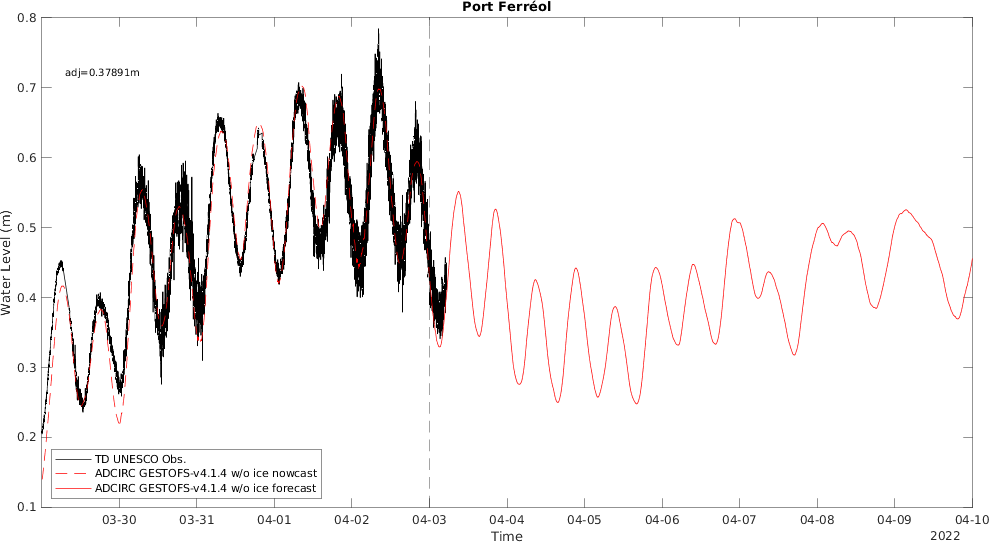 Port Ferréol
0.8
0.7
0.6
0.5
0.4
0.3
0.2
0.1
Water Level (m)
adj=0.37891m
TD UNESCO Obs.
ADCIRC GESTOFS-v4.1.4 w/o ice nowcast
ADCIRC GESTOFS-v4.1.4 w/o ice forecast
03-30 03-31 04-01 04-02 04-03 04-04 04-05 04-06 04-07 04-08 04-09 04-10
Time
2022